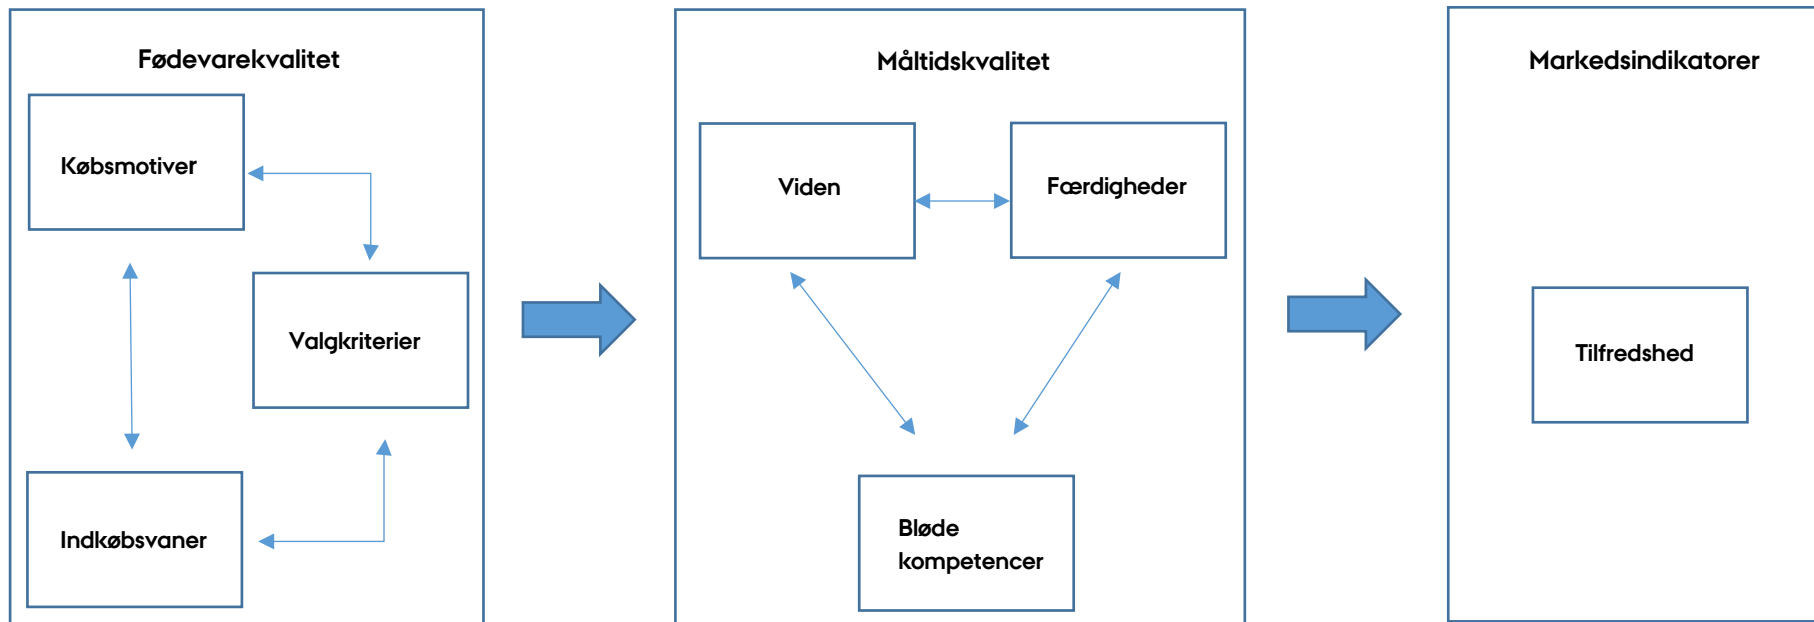 Fødevarekvalitet
Købsmotiver
Valgkriterier
Indkøbsvaner
Måltidskvalitet
Viden
Færdigheder
Bløde
kompetencer
Markedsindikatorer
Tilfredshed